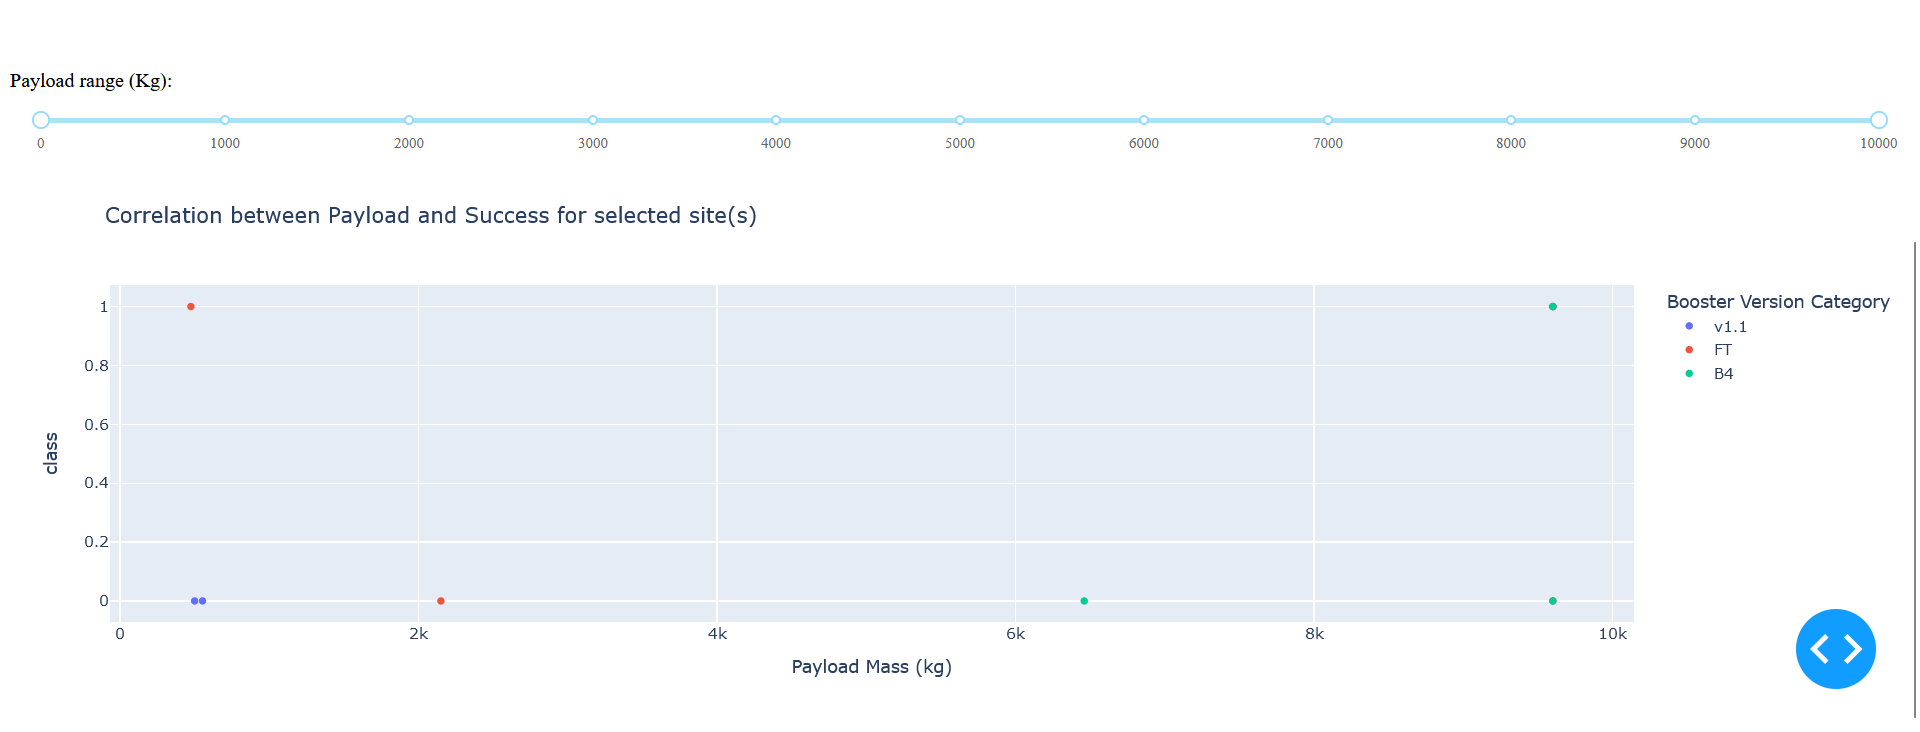 Payload range (Kg):
0 1000 2000 3000 4000 5000 6000 7000 8000 9000 10000
Correlation between Payload and Success for selected site(s)
Booster Version Category
v1.1
FT
B4
1
0.8
0.6
0.4
0.2
0
class
0 2k 4k 6k 8k 10k
Payload Mass (kg)